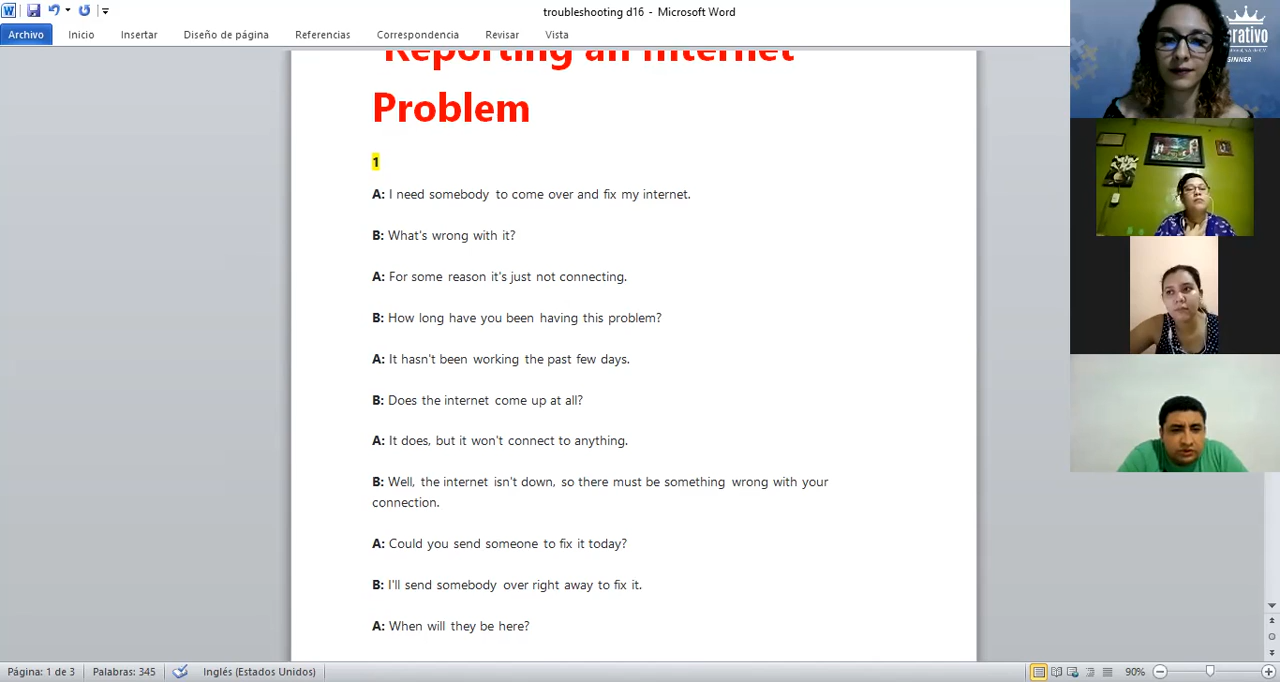 troubleshooting d16 - Microsoft Word
Archivo Inicio Insertar Diseño de página Referencias Correspondencia Revisar Vista
Reporting an Internet
Problem
1
A: I need somebody to come over and fix my internet.
B: What's wrong with it?
A: For some reason it's just not connecting.
B: How long have you been having this problem?
A: It hasn't been working the past few days.
B: Does the internet come up at all?
A: It does, but it won't connect to anything.
B: Well, the internet isn't down, so there must be something wrong with your
connection.
A: Could you send someone to fix it today?
B: I'll send somebody over right away to fix it.
A: When will they be here?
Página: 1 de 3 Palabras: 345 Inglés (Estados Unidos) 90%